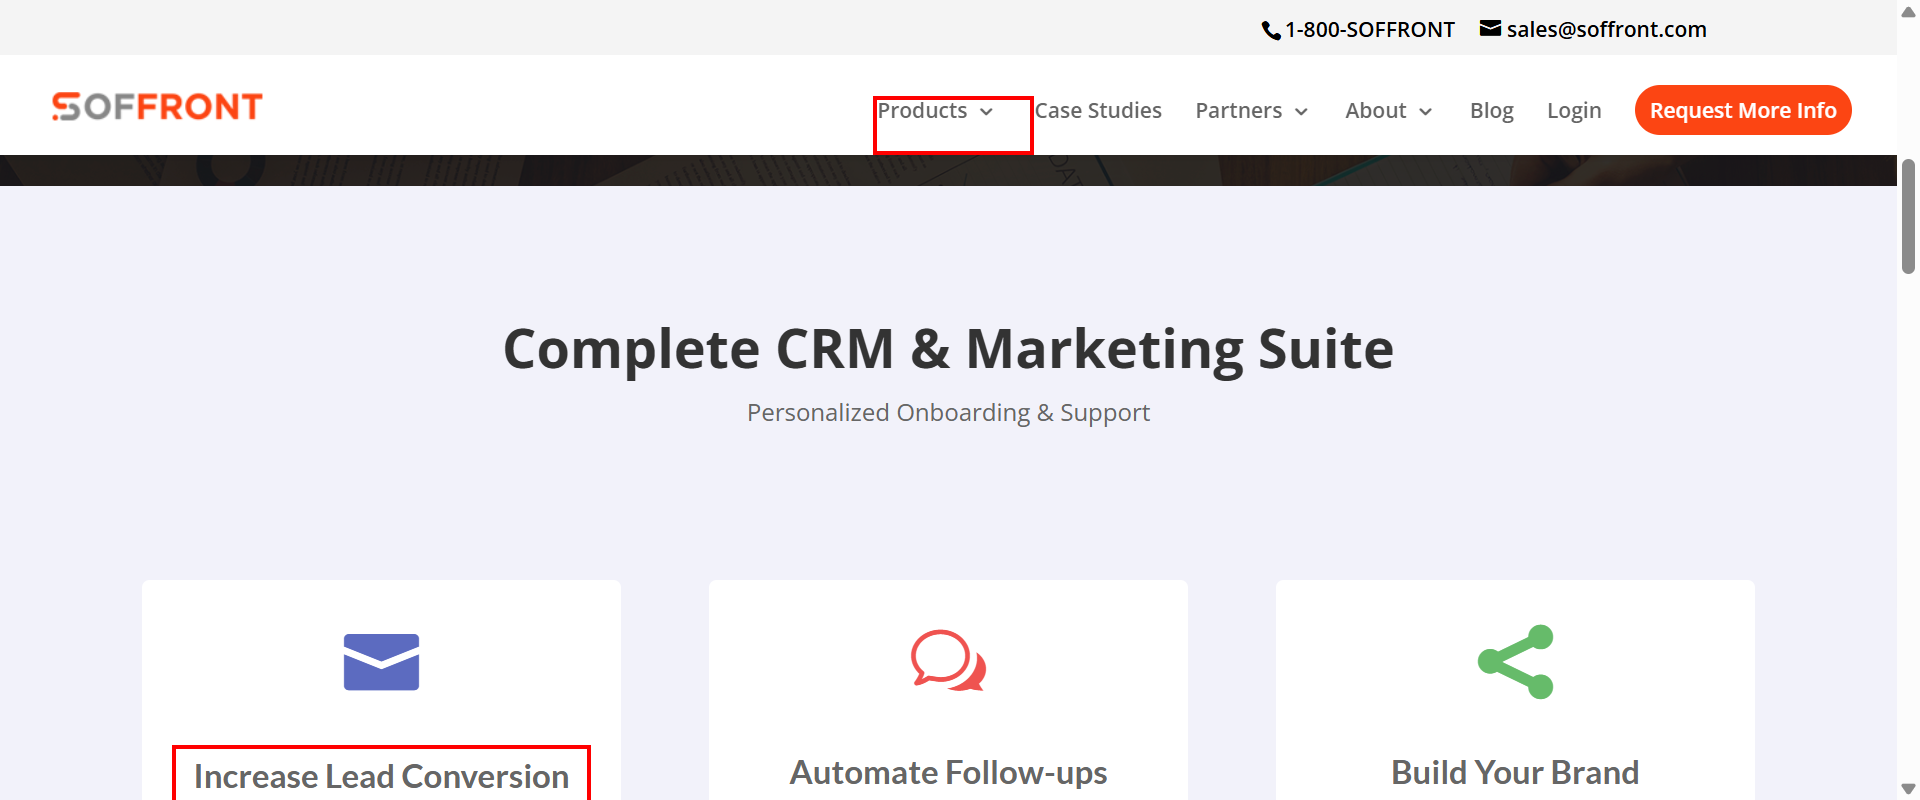 1-800-SOFFRONT sales@soffront.com
SOFFRONT Products Case Studies Partners About Blog Login Request More Info
Complete CRM & Marketing Suite
Personalized Onboarding & Support
Increase Lead Conversion
Automate Follow-ups
Build Your Brand